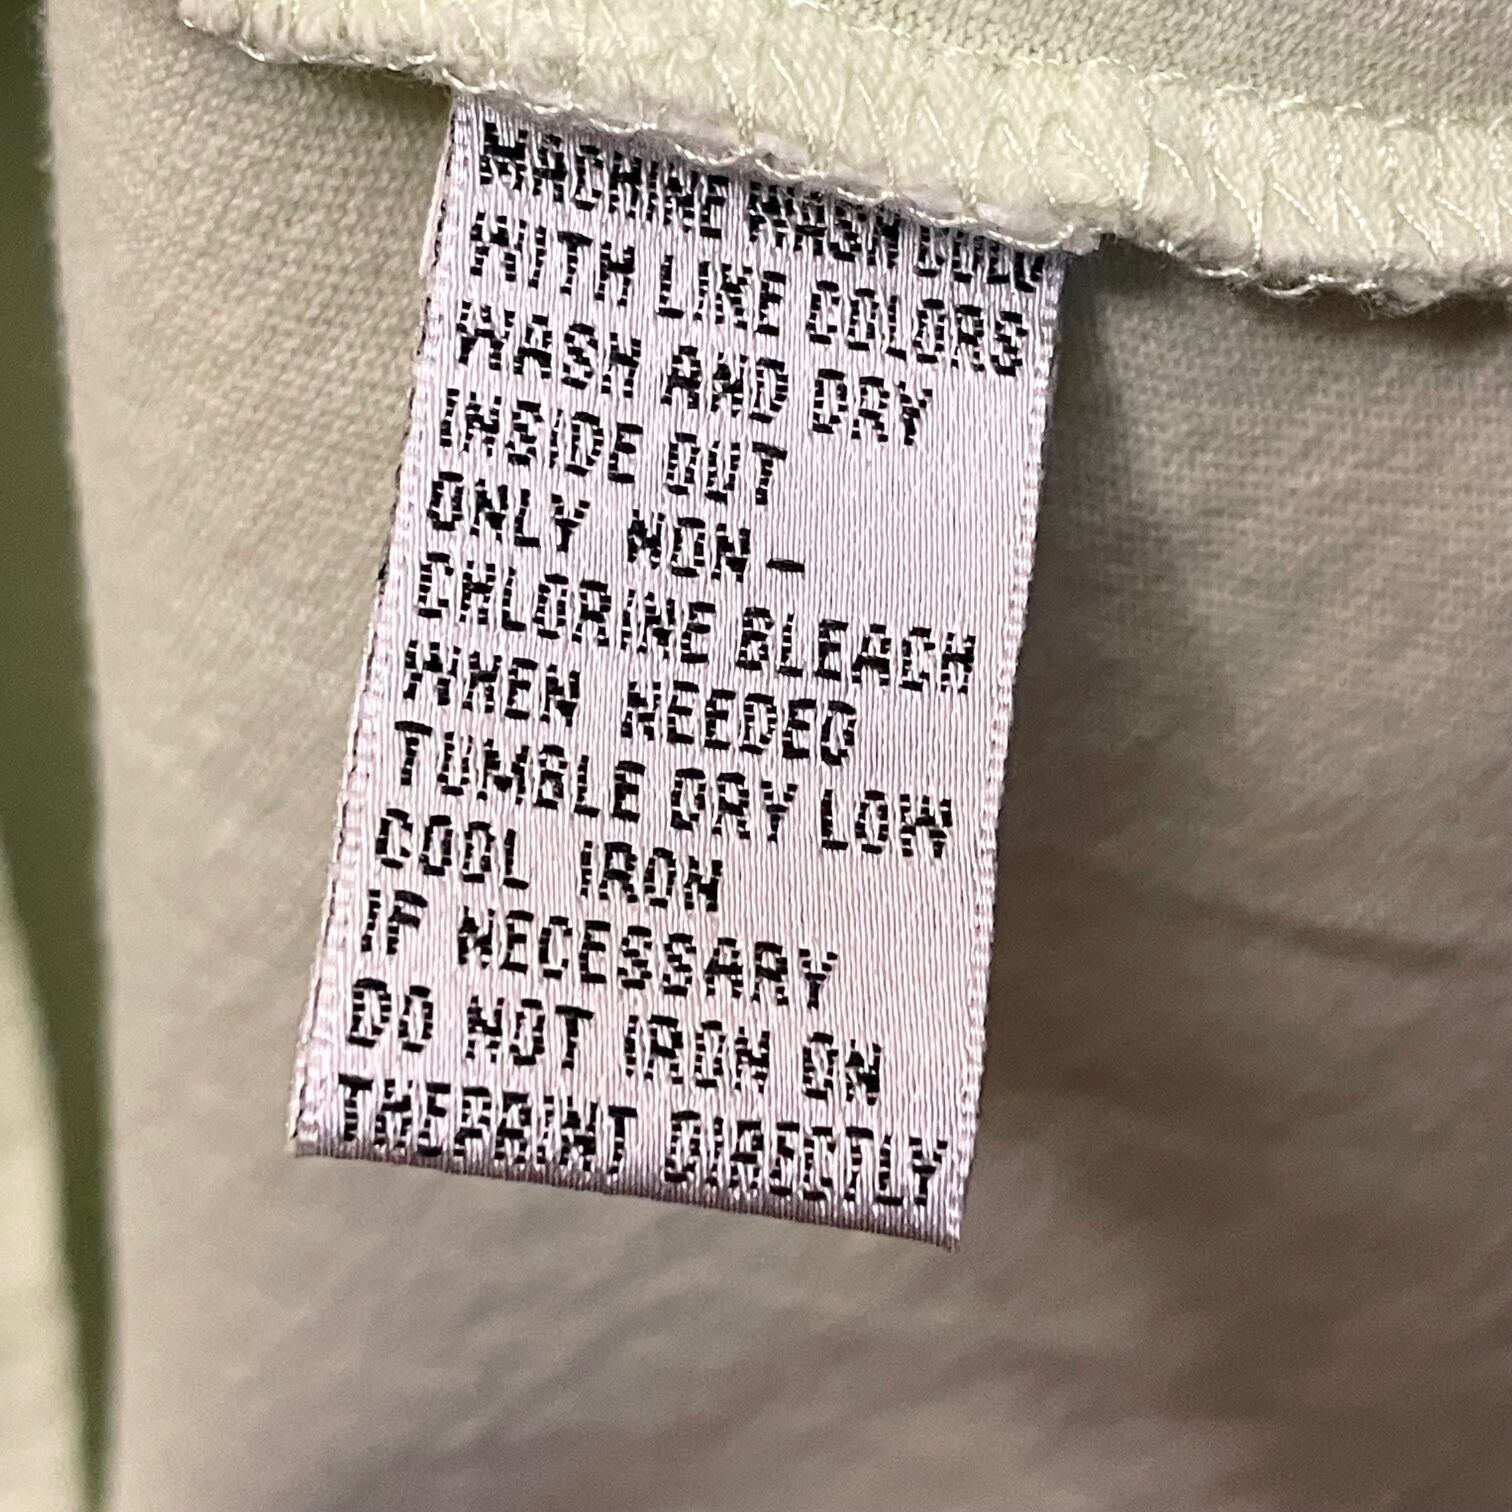 MACHINE WASH COLD
WITH LIKE COLORS
WASH AND DRY
INSIDE OUT
ONLY NON-
CHLORINE BLEACH
WHEN NEEDED
TUMBLE DRY LOW
COOL IRON
IF NECESSARY
DO NOT IRON ON
THEPRINT DIRECTLY